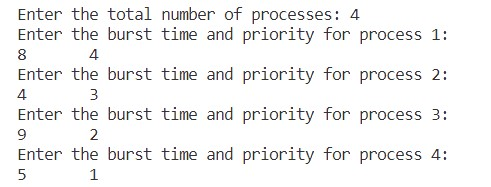 Enter the total number of processes: 4
Enter the burst time and priority for process 1:
8 4
Enter the burst time and priority for process 2:
4 3
Enter the burst time and priority for process 3:
9 2
Enter the burst time and priority for process 4:
5 1